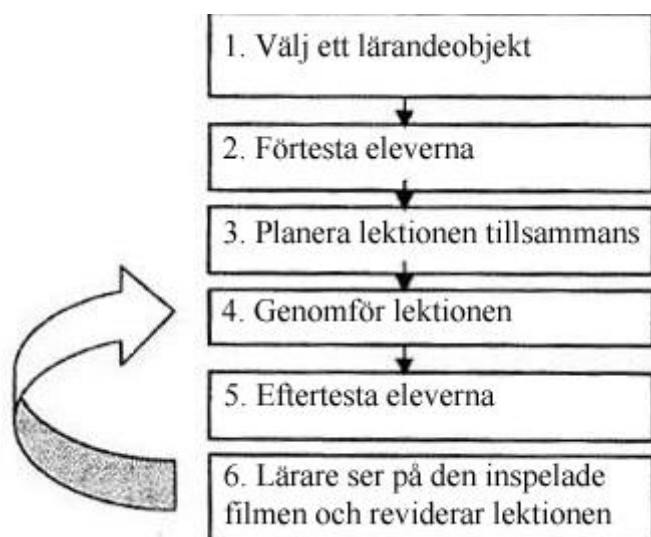 1. Välj ett lärandeobjekt
2. Förtesta eleverna
3. Planera lektionen tillsammans
4. Genomför lektionen
5. Eftertesta eleverna
6. Lärare ser på den inspelade
filmen och reviderar lektionen